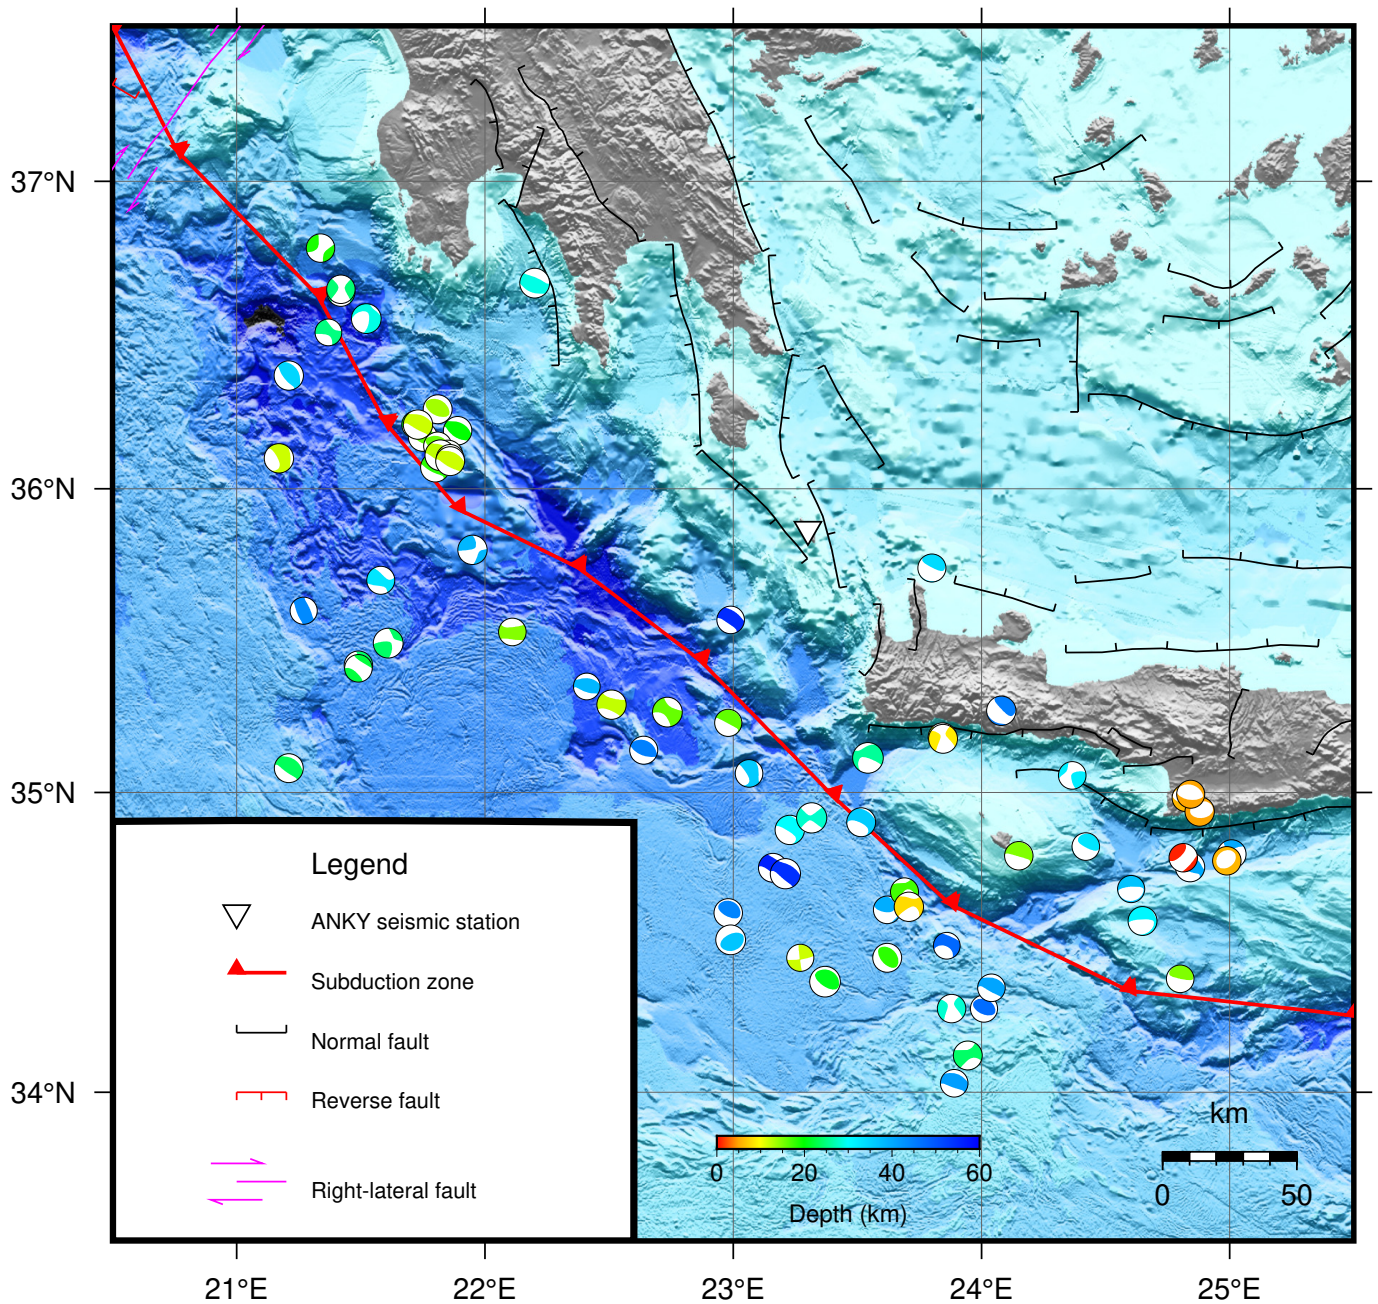 37°N
36°N
35°N
34°N
Legend
ANKY seismic station
Subduction zone
Normal fault
Reverse fault
Right-lateral fault
0 20 40 60
Depth (km)
km
0 50
21°E 22°E 23°E 24°E 25°E